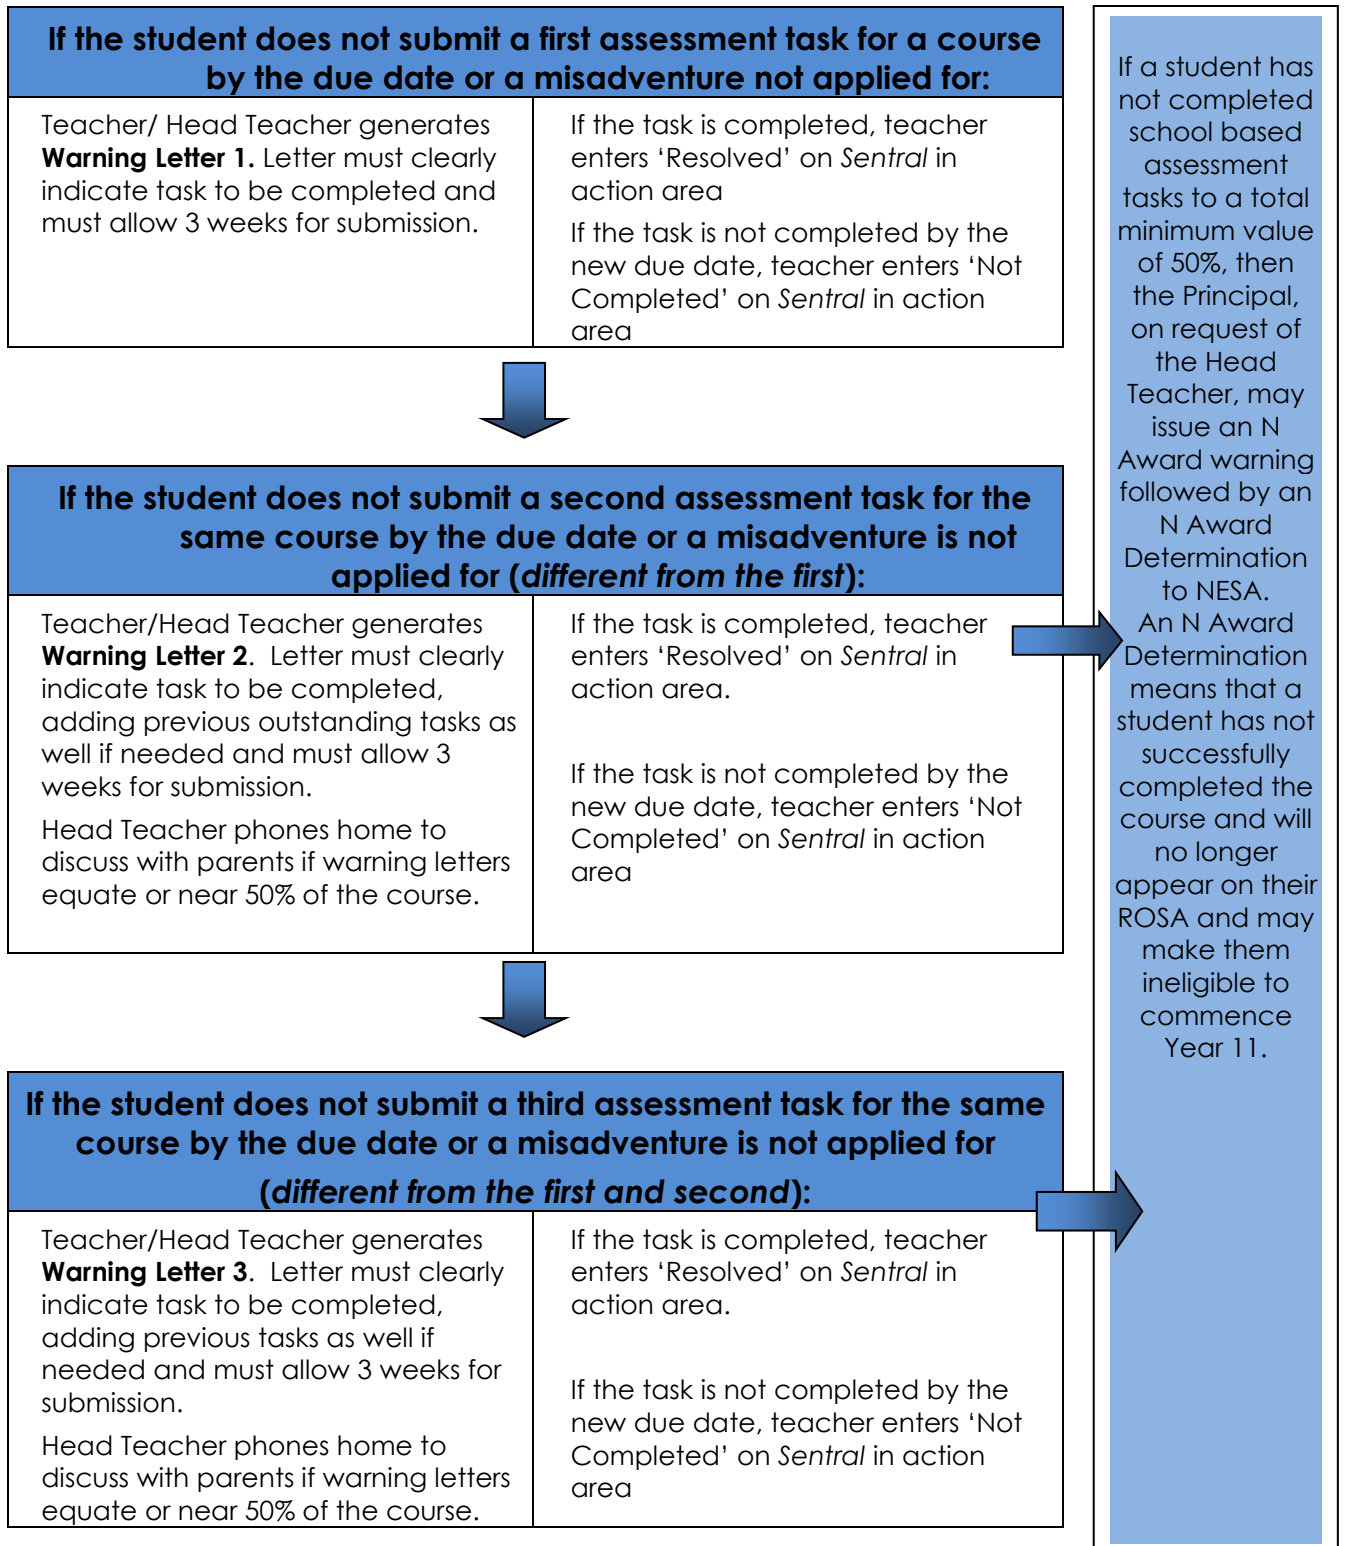 If the student does not submit a first assessment task for a course
by the due date or a misadventure not applied for:
Teacher/ Head Teacher generates
Warning Letter 1. Letter must clearly
indicate task to be completed and
must allow 3 weeks for submission.
If the task is completed, teacher
enters ‘Resolved’ on Sentral in
action area
If the task is not completed by the
new due date, teacher enters ‘Not
Completed’ on Sentral in action
area
If the student does not submit a second assessment task for the
same course by the due date or a misadventure is not
applied for (different from the first):
Teacher/Head Teacher generates
Warning Letter 2.  Letter must clearly
indicate task to be completed,
adding previous outstanding tasks as
well if needed and must allow 3
weeks for submission.
Head Teacher phones home to
discuss with parents if warning letters
equate or near 50% of the course.
If the task is completed, teacher
enters ‘Resolved’ on Sentral in
action area.
If the task is not completed by the
new due date, teacher enters ‘Not
Completed’ on Sentral in action
area
If the student does not submit a third assessment task for the same
course by the due date or a misadventure is not applied for
(different from the first and second):
Teacher/Head Teacher generates
Warning Letter 3.  Letter must clearly
indicate task to be completed,
adding previous tasks as well if
needed and must allow 3 weeks for
submission.
Head Teacher phones home to
discuss with parents if warning letters
equate or near 50% of the course.
If the task is completed, teacher
enters ‘Resolved’ on Sentral in
action area.
If the task is not completed by the
new due date, teacher enters ‘Not
Completed’ on Sentral in action
area
If a student has
not completed
school based
assessment
tasks to a total
minimum value
of 50%, then
the Principal,
on request of
the Head
Teacher, may
issue an N
Award warning
followed by an
N Award
Determination
to NESA.
An N Award
Determination
means that a
student has not
successfully
completed the
course and will
no longer
appear on their
ROSA and may
make them
ineligible to
commence
Year 11.